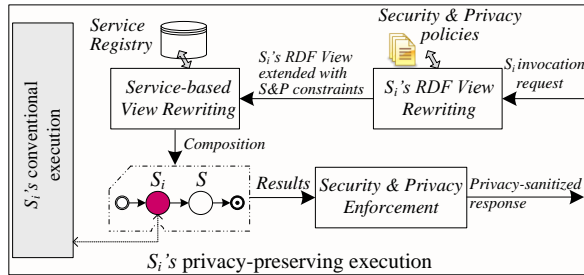 Service
Registry
Security & Privacy
policies
Si's RDF View
extended with
S&P constraints
Si invocation
request
Service-based
View Rewriting
Si's RDF View
Rewriting
Si's conventional
execution
Composition
Si
S
Results
Security & Privacy
Enforcement
Privacy-sanitized
response
Si's privacy-preserving execution